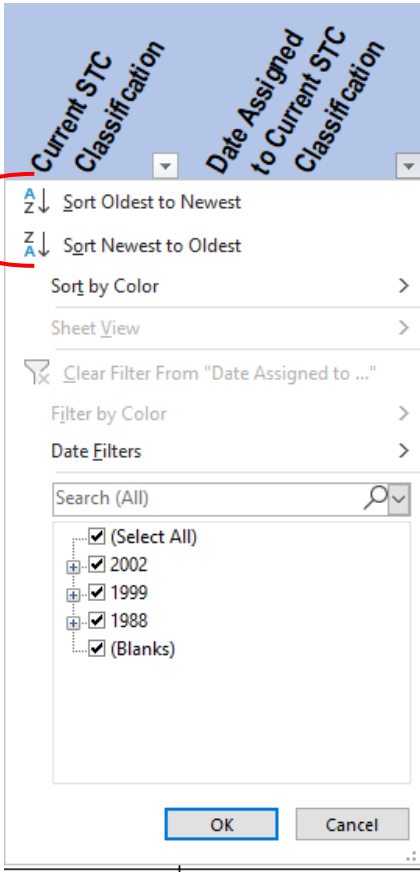 Current STC
Classification
Date Assigned
to Current STC
Classification
Sort Oldest to Newest
Sort Newest to Oldest
Sort by Color
Sheet View
Clear Filter From "Date Assigned to ..."
Filter by Color
Date Filters
Search (All)
(Select All)
2002
1999
1988
(Blanks)
OK Cancel